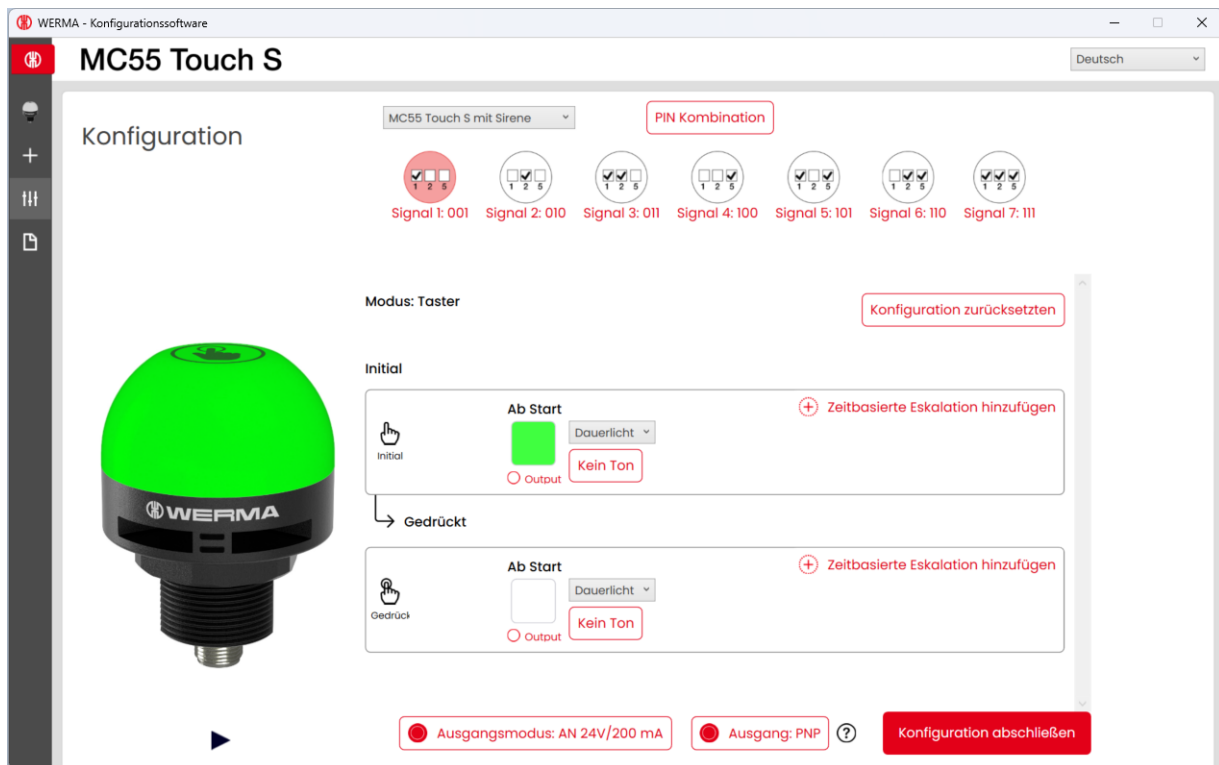 WERMA - Konfigurationssoftware
MC55 Touch S
Deutsch
Konfiguration
MC55 Touch S mit Sirene
PIN Kombination
1 2 5
1 2 5
1 2 5
1 2 5
1 2 5
1 2 5
1 2 5
Signal 1: 001
Signal 2: 010
Signal 3: 011
Signal 4: 100
Signal 5: 101
Signal 6: 110
Signal 7: 111
Modus: Taster
Konfiguration zurücksetzten
Initial
Ab Start
Zeitbasierte Eskalation hinzufügen
Dauerlicht
Initial
Kein Ton
Output
WERMA
Gedrückt
Ab Start
Zeitbasierte Eskalation hinzufügen
Dauerlicht
Gedrück
Kein Ton
Output
Ausgangsmodus: AN 24V/200 mA
Ausgang: PNP
?
Konfiguration abschließen